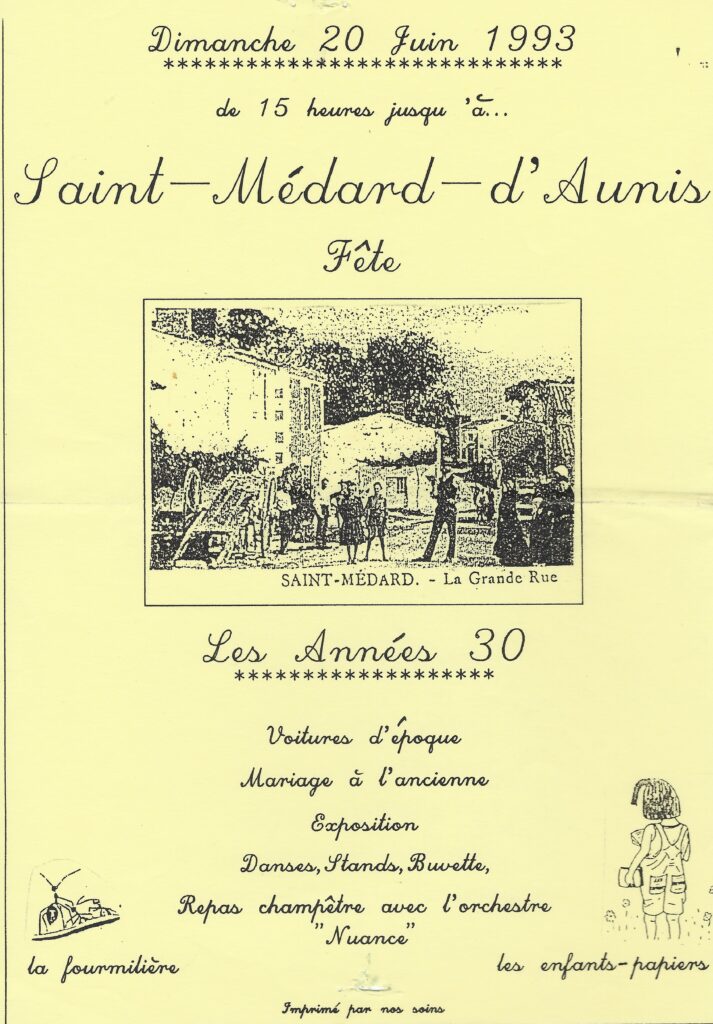 Dimanche 20 Juin 1993
******************************
de 15 heures jusqu 'à...
Saint-Médard-d'Aunis
Fête
SAINT-MÉDARD. - La Grande Rue
Les Années 30
*******************
Voitures d'époque
Mariage à l'ancienne
Exposition
Danses, Stands, Buvette,
Repas champêtre avec l'orchestre
"Nuance"
la fourmilière
les enfants-papiers
Imprimé par nos soins